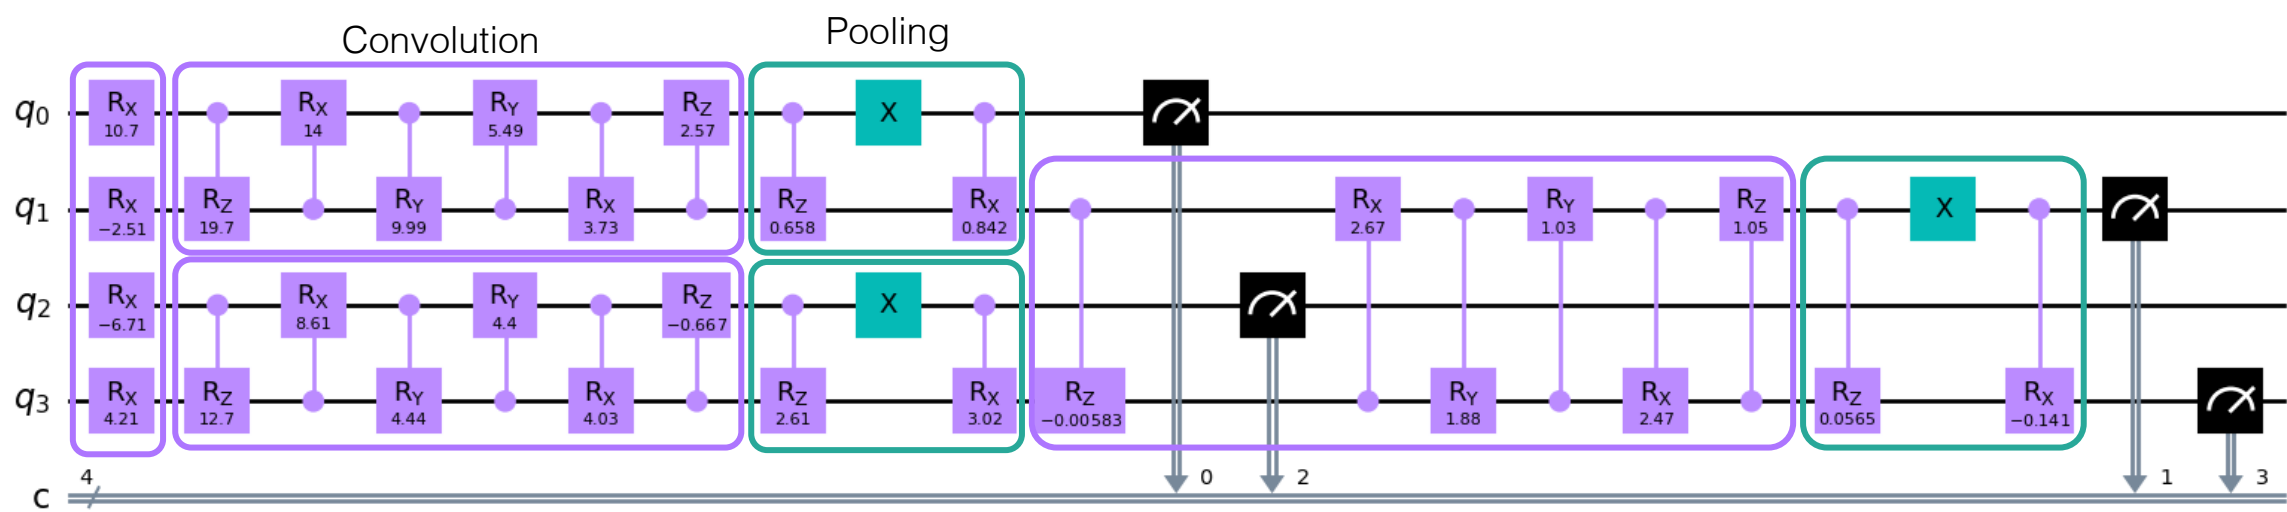 Convolution Pooling
q0 RX 10.7 RX 14 RY 5.49 RZ 2.57 X
q1 RX −2.51 RZ 19.7 RY 9.99 RX 3.73 RZ 0.658 RX 0.842 RX 2.67 RY 1.03 RZ 1.05 X
q2 RX −6.71 RX 8.61 RY 4.4 RZ −0.667 X
q3 RX 4.21 RZ 12.7 RY 4.44 RX 4.03 RZ 2.61 RX 3.02 RZ −0.00583 RY 1.88 RX 2.47 RZ 0.0565 RX −0.141
c 4 0 2 1 3